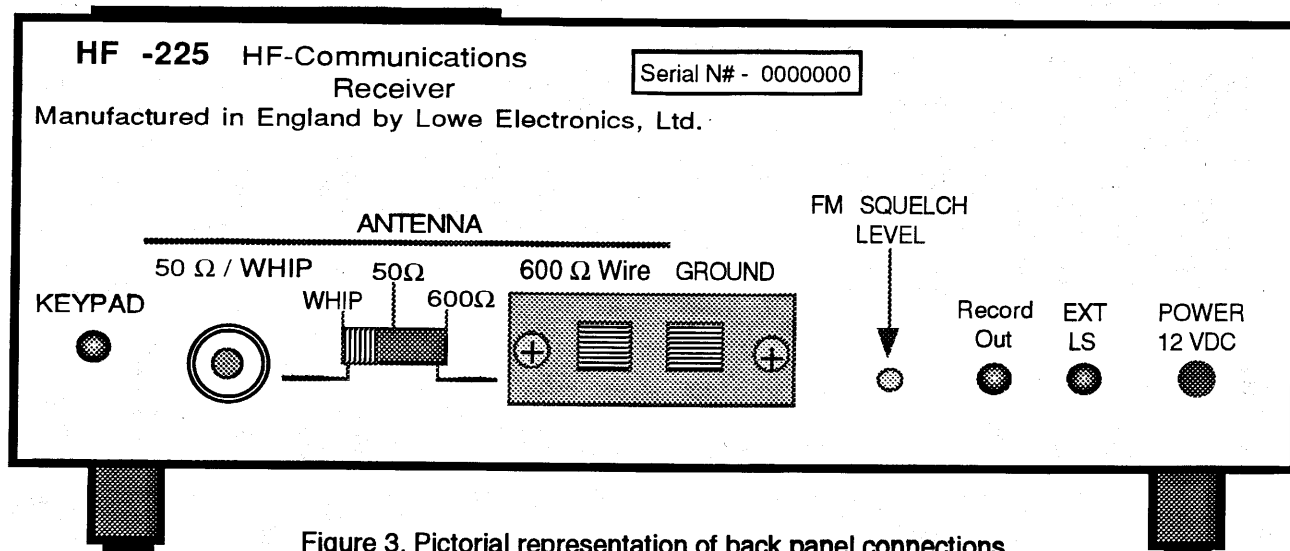 HF -225 HF-Communications
Receiver
Serial N# - 0000000
Manufactured in England by Lowe Electronics, Ltd.
ANTENNA
FM SQUELCH
LEVEL
50 Ω / WHIP
50Ω
600 Ω Wire
GROUND
KEYPAD
WHIP
600Ω
Record
Out
EXT
LS
POWER
12 VDC
Figure 3. Pictorial representation of back panel connections